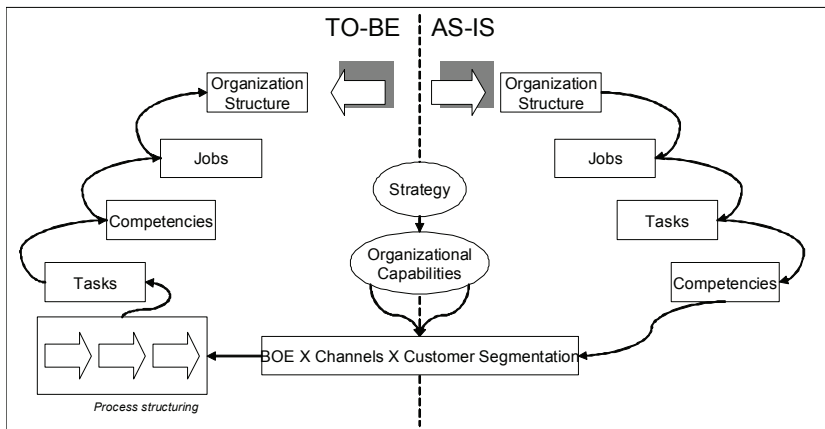 TO-BE
AS-IS
Organization
Structure
Organization
Structure
Jobs
Jobs
Strategy
Competencies
Tasks
Organizational
Capabilities
Tasks
Competencies
BOE X Channels X Customer Segmentation
Process structuring